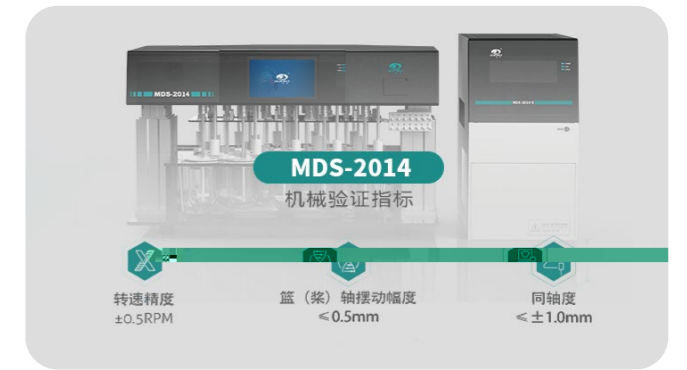 MDS-2014
MDS-2014
机械验证指标
转速精度
±0.5RPM
篮（桨）轴摆动幅度
≤0.5mm
同轴度
≤±1.0mm